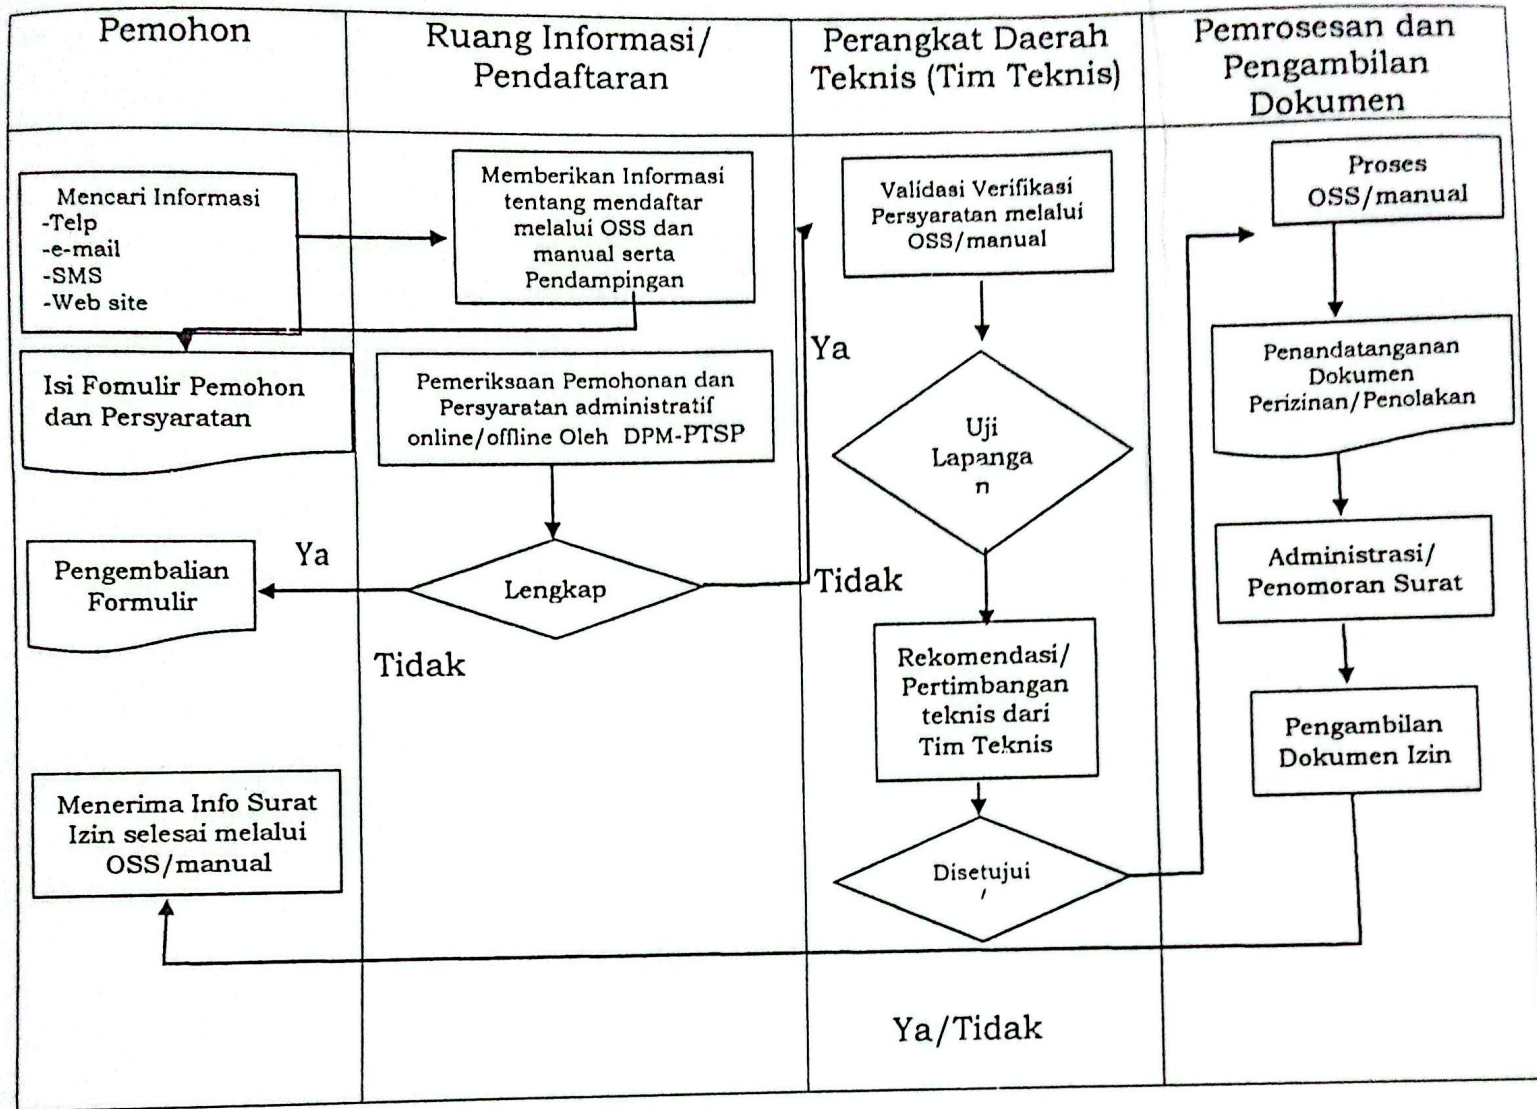 Pemohon
Ruang Informasi/
Pendaftaran
Perangkat Daerah
Teknis (Tim Teknis)
Pemrosesan dan
Pengambilan
Dokumen
Mencari Informasi
-Telp
-e-mail
-SMS
-Web site
Memberikan Informasi
tentang mendaftar
melalui OSS dan
manual serta
Pendampingan
Validasi Verifikasi
Persyaratan melalui
OSS/manual
Proses
OSS/manual
Isi Fomulir Pemohon
dan Persyaratan
Pemeriksaan Pemohonan dan
Persyaratan administratif
online/offline Oleh DPM-PTSP
Ya
Uji
Lapanga
n
Penandatanganan
Dokumen
Perizinan/Penolakan
Pengembalian
Formulir
Ya
Lengkap
Tidak
Tidak
Administrasi/
Penomoran Surat
Rekomendasi/
Pertimbangan
teknis dari
Tim Teknis
Pengambilan
Dokumen Izin
Menerima Info Surat
Izin selesai melalui
OSS/manual
Disetujui
/
Ya/Tidak